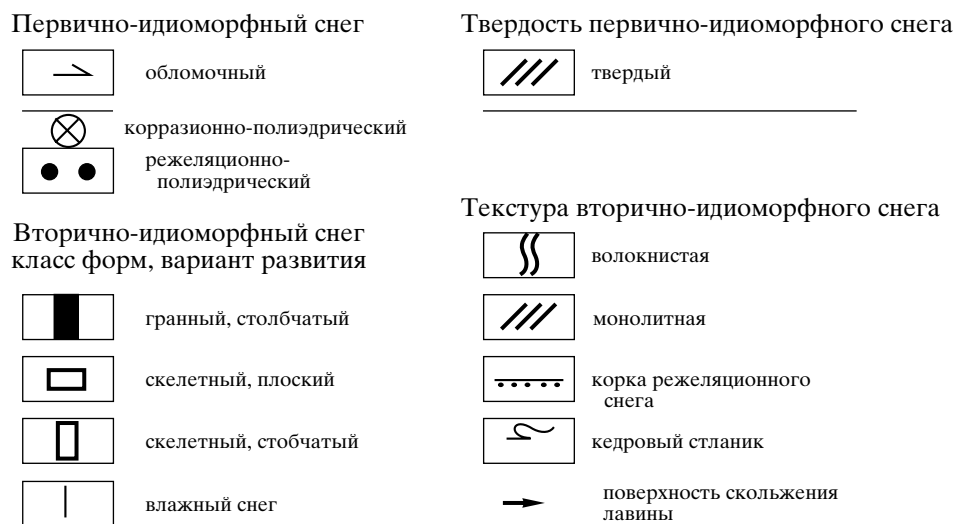 Первично-идиоморфный снег
обломочный
корразионно-полиэдрический
режеляционно-
полиэдрический
Вторично-идиоморфный снег
класс форм, вариант развития
гранный, столбчатый
скелетный, плоский
скелетный, стобчатый
влажный снег
Твердость первично-идиоморфного снега
твердый
Текстура вторично-идиоморфного снега
волокнистая
монолитная
корка режеляционного
снега
кедровый стланик
поверхность скольжения
лавины